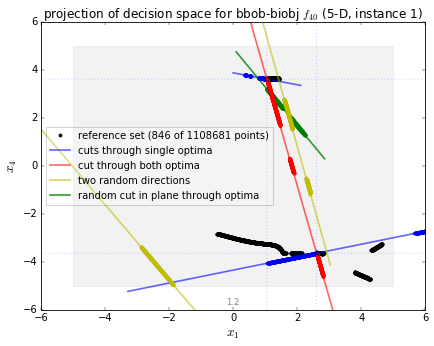 projection of decision space for bbob-biobj f₄₀ (5-D, instance 1)
6
4
2
0
−2
−4
−6
x₄
reference set (846 of 1108681 points)
cuts through single optima
cut through both optima
two random directions
random cut in plane through optima
1,2
−6 −4 −2 0 2 4 6
x₁